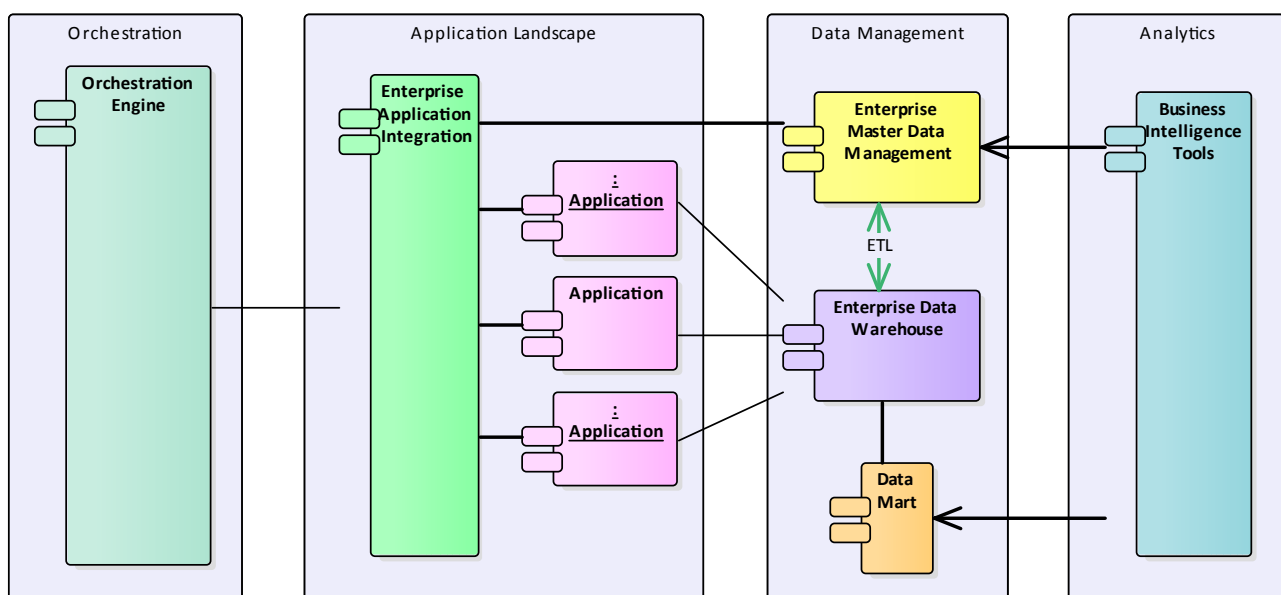 Orchestration
Orchestration
Engine
Application Landscape
Enterprise
Application
Integration
:
Application
Application
:
Application
Data Management
Enterprise
Master Data
Management
ETL
Enterprise Data
Warehouse
Data
Mart
Analytics
Business
Intelligence
Tools